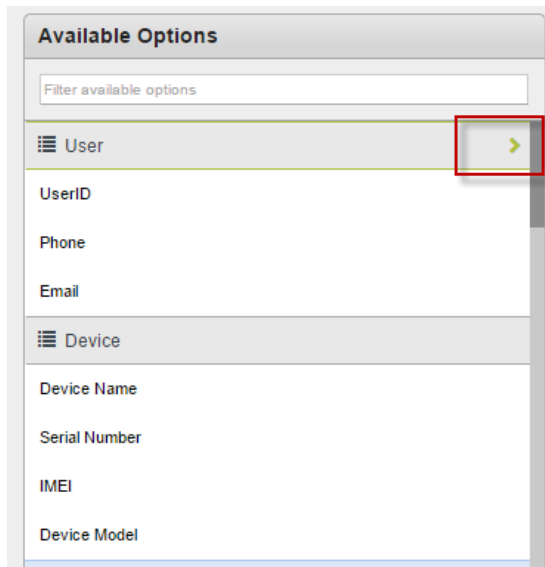 Available Options
Filter available options
User
UserID
Phone
Email
Device
Device Name
Serial Number
IMEI
Device Model